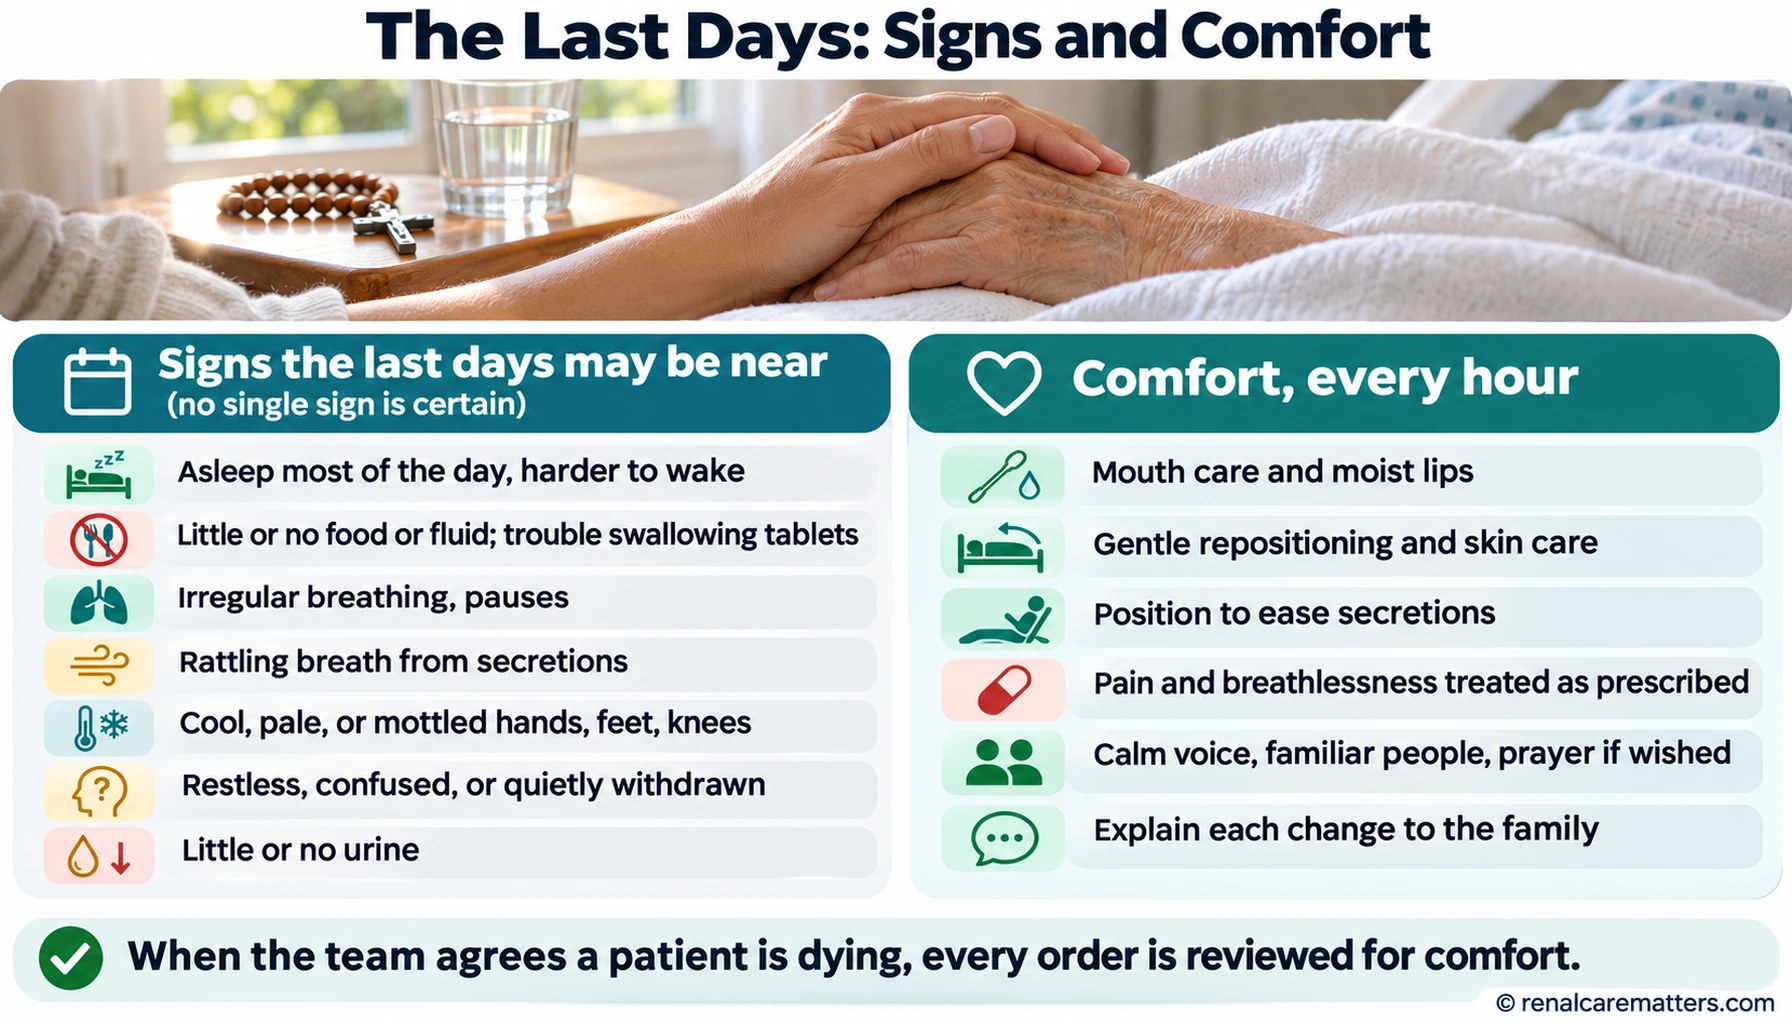 The Last Days: Signs and Comfort
Signs the last days may be near
(no single sign is certain)
zzZ
Asleep most of the day, harder to wake
Little or no food or fluid; trouble swallowing tablets
Irregular breathing, pauses
Rattling breath from secretions
Cool, pale, or mottled hands, feet, knees
?
Restless, confused, or quietly withdrawn
Little or no urine
Comfort, every hour
Mouth care and moist lips
Gentle repositioning and skin care
Position to ease secretions
Pain and breathlessness treated as prescribed
Calm voice, familiar people, prayer if wished
Explain each change to the family
When the team agrees a patient is dying, every order is reviewed for comfort.
© renalcarematters.com